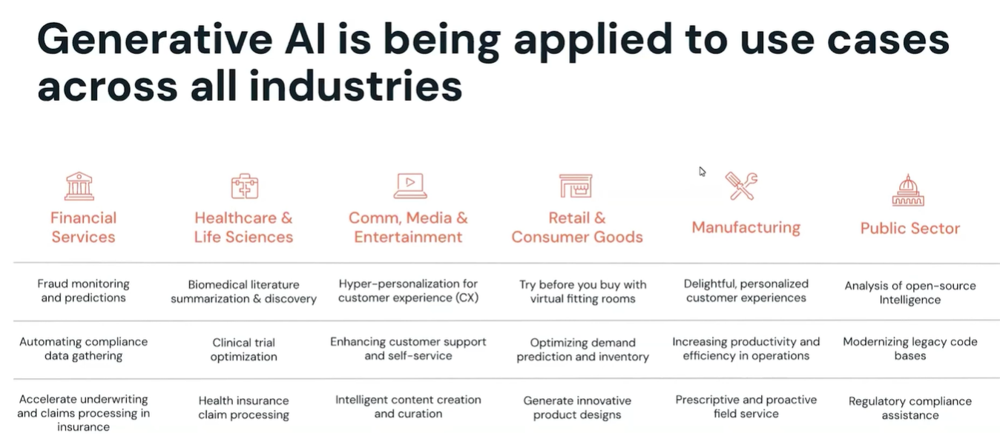 Generative AI is being applied to use cases
across all industries
Financial
Services
Healthcare &
Life Sciences
Comm, Media &
Entertainment
Retail &
Consumer Goods
Manufacturing
Public Sector
Fraud monitoring
and predictions
Biomedical literature
summarization & discovery
Hyper-personalization for
customer experience (CX)
Try before you buy with
virtual fitting rooms
Delightful, personalized
customer experiences
Analysis of open-source
Intelligence
Automating compliance
data gathering
Clinical trial
optimization
Enhancing customer support
and self-service
Optimizing demand
prediction and inventory
Increasing productivity and
efficiency in operations
Modernizing legacy code
bases
Accelerate underwriting
and claims processing in
insurance
Health insurance
claim processing
Intelligent content creation
and curation
Generate innovative
product designs
Prescriptive and proactive
field service
Regulatory compliance
assistance